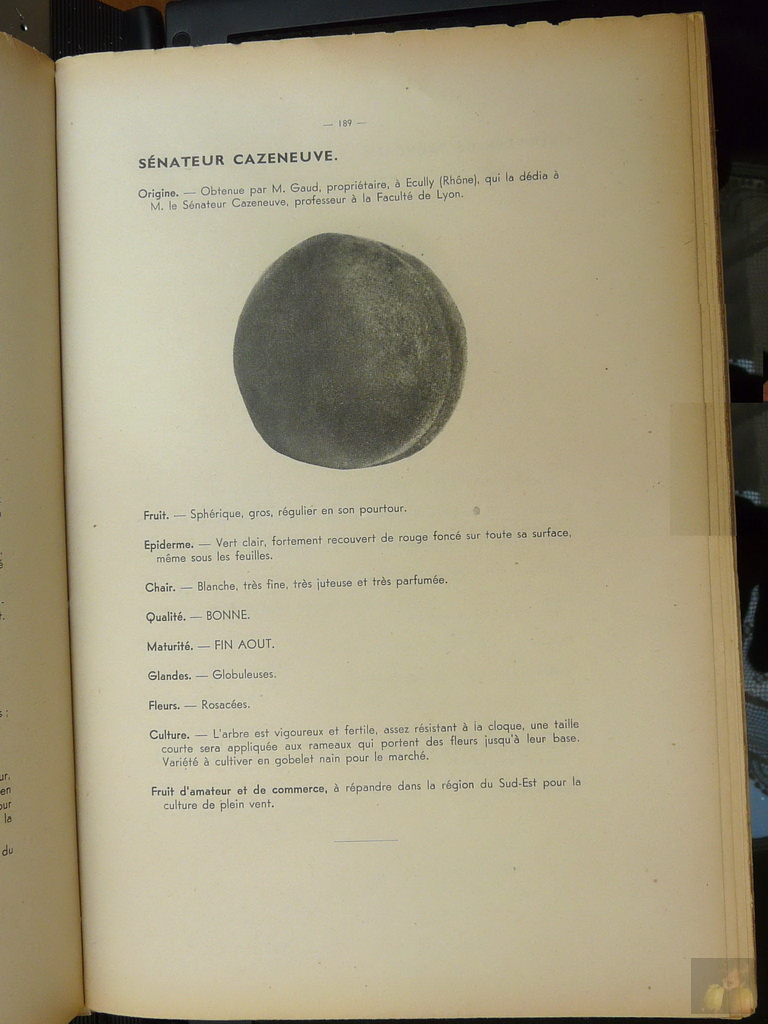 — 189 —
SÉNATEUR CAZENEUVE.
Origine. — Obtenue par M. Gaud, propriétaire, à Ecully (Rhône), qui la dédia à
M. le Sénateur Cazeneuve, professeur à la Faculté de Lyon.
Fruit. — Sphérique, gros, régulier en son pourtour.
Epiderme. — Vert clair, fortement recouvert de rouge foncé sur toute sa surface,
même sous les feuilles.
Chair. — Blanche, très fine, très juteuse et très parfumée.
Qualité. — BONNE.
Maturité. — FIN AOUT.
Glandes. — Globuleuses.
Fleurs. — Rosacées.
Culture. — L'arbre est vigoureux et fertile, assez résistant à la cloque, une taille
courte sera appliquée aux rameaux qui portent des fleurs jusqu'à leur base.
Variété à cultiver en gobelet nain pour le marché.
Fruit d'amateur et de commerce, à répandre dans la région du Sud-Est pour la
culture de plein vent.